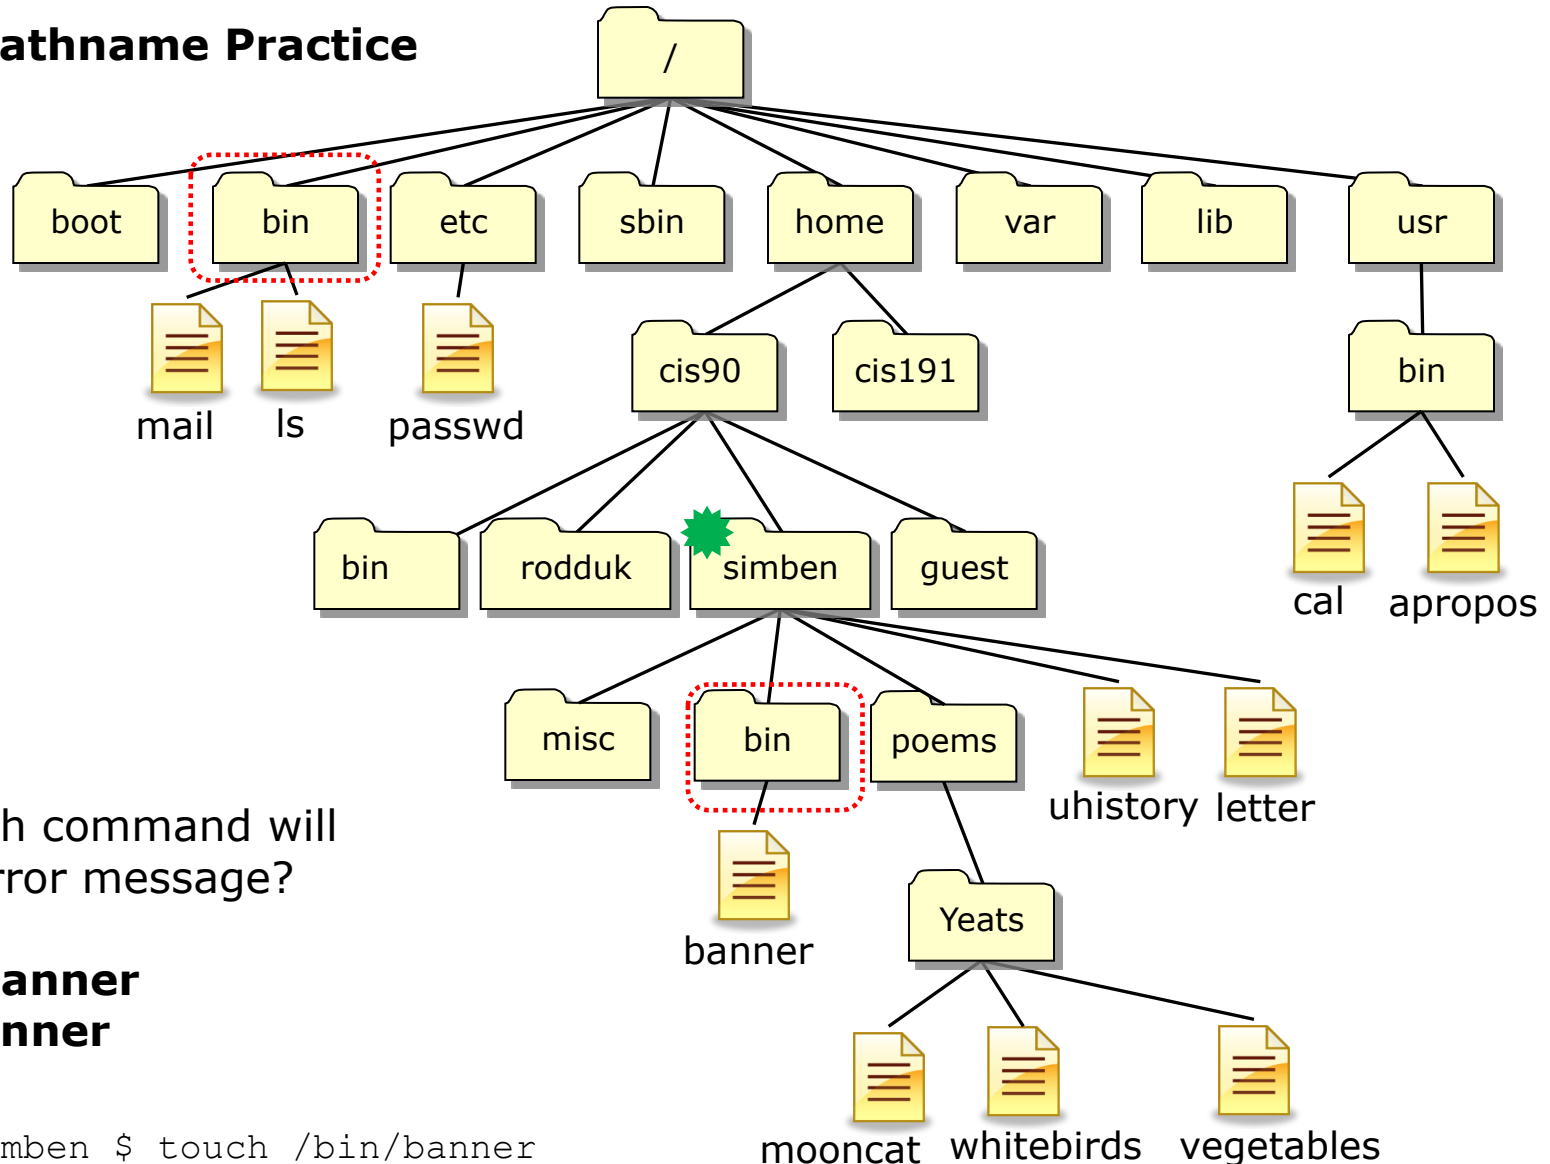 athname Practice
/
boot bin etc sbin home var lib usr
mail ls passwd
cis90 cis191 bin
bin rodduk simben guest
cal apropos
misc bin poems
uhistory letter
h command will
rror message?
banner
Yeats
anner
nner
mooncat whitebirds vegetables
mben $ touch /bin/banner